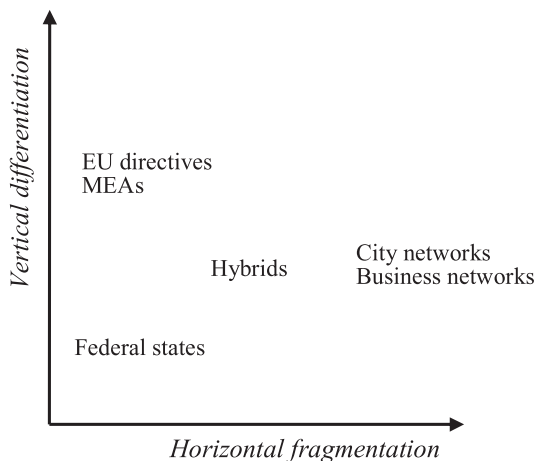 Vertical differentiation
EU directives
MEAs
Hybrids
City networks
Business networks
Federal states
Horizontal fragmentation